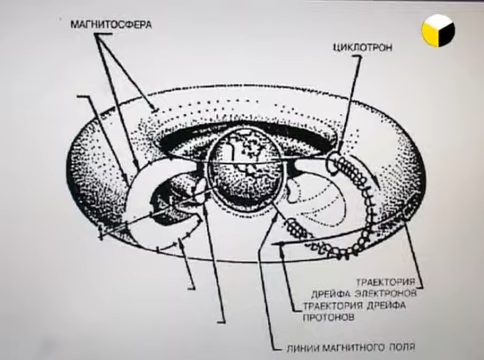 МАГНИТОСФЕРА
ЦИКЛОТРОН
ТРАЕКТОРИЯ
ДРЕЙФА ЭЛЕКТРОНОВ
ТРАЕКТОРИЯ ДРЕЙФА
ПРОТОНОВ
ЛИНИИ МАГНИТНОГО ПОЛЯ